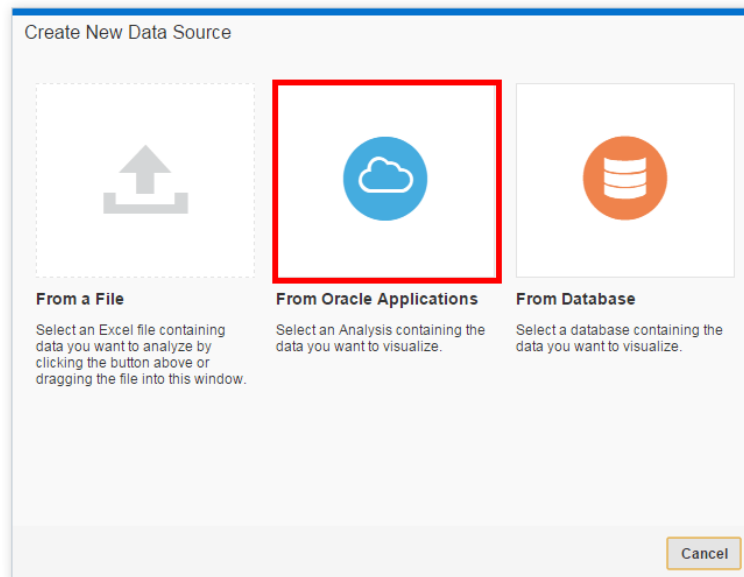 Create New Data Source
From a File
Select an Excel file containing
data you want to analyze by
clicking the button above or
dragging the file into this window.
From Oracle Applications
Select an Analysis containing the
data you want to visualize.
From Database
Select a database containing the
data you want to visualize.
Cancel